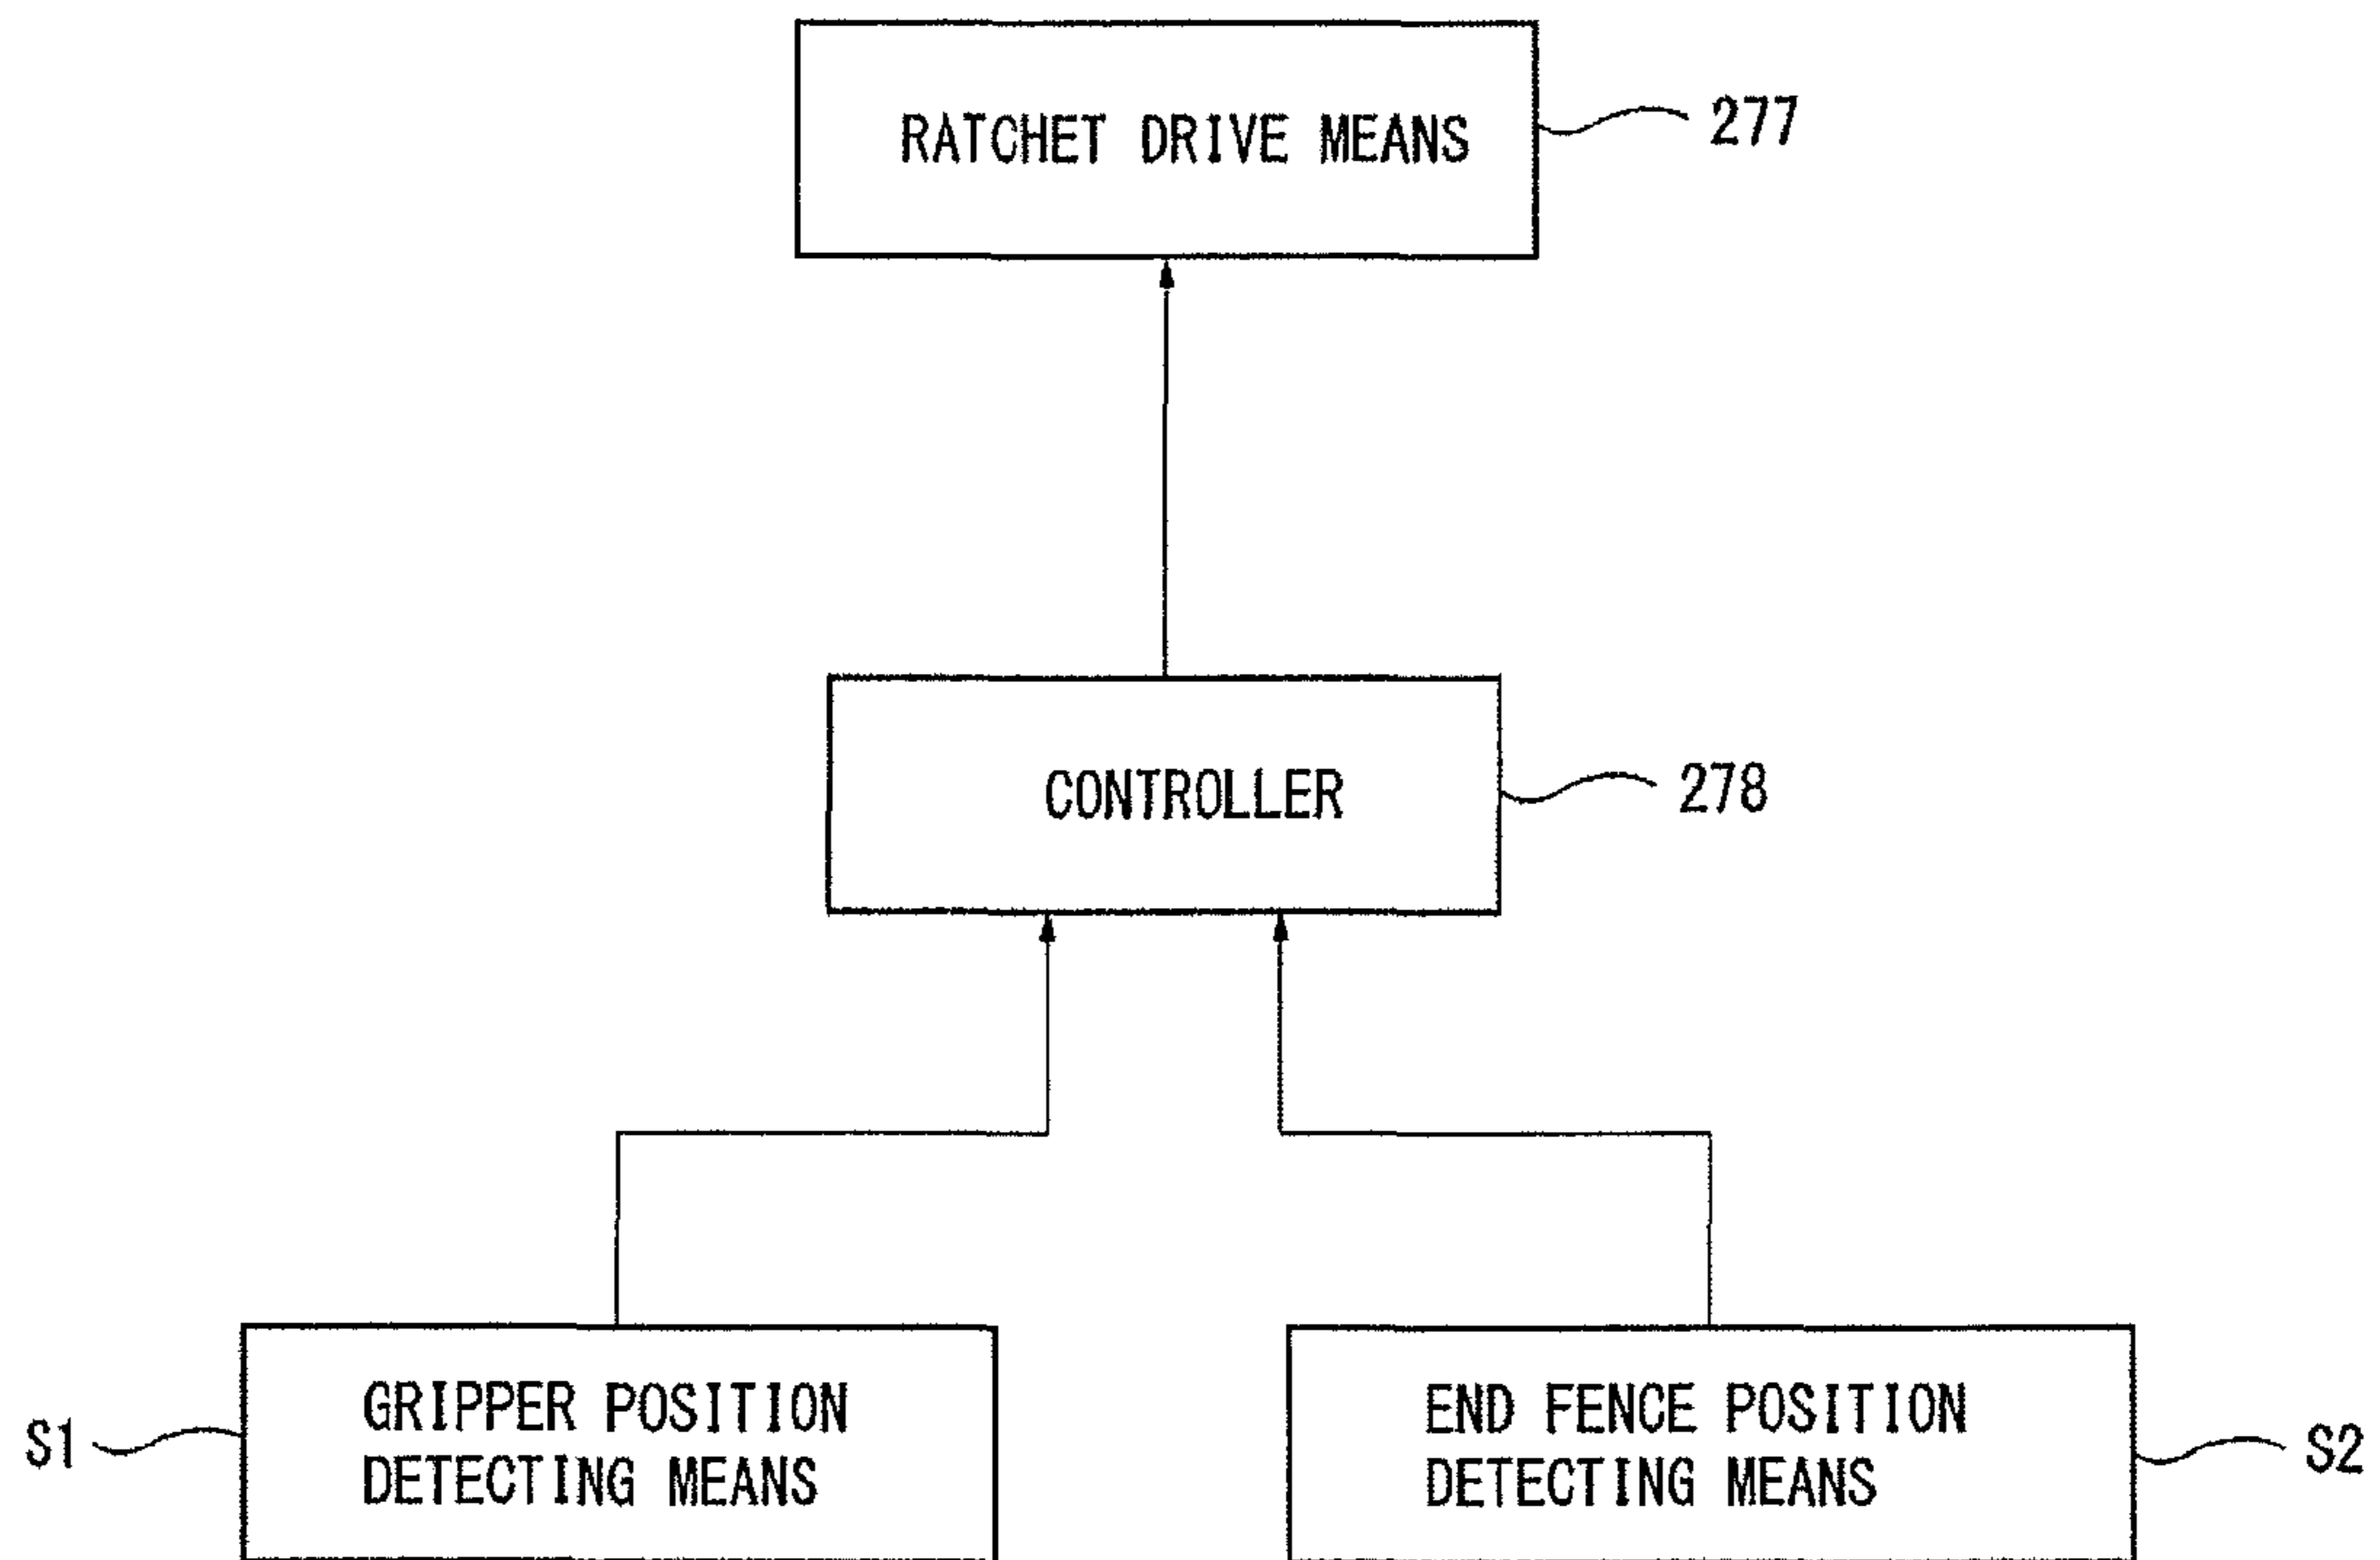 RATCHET DRIVE MEANS
277
CONTROLLER
278
S1
GRIPPER POSITION
DETECTING MEANS
END FENCE POSITION
DETECTING MEANS
S2